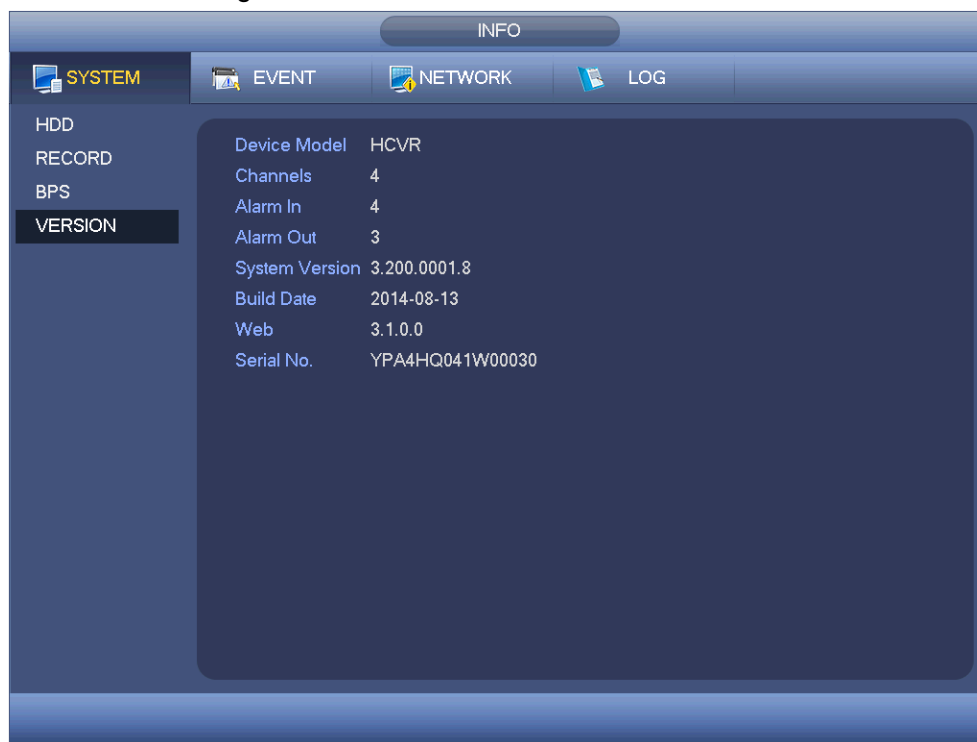 INFO
SYSTEM EVENT NETWORK LOG
HDD
RECORD
BPS
VERSION
Device Model HCVR
Channels 4
Alarm In 4
Alarm Out 3
System Version 3.200.0001.8
Build Date 2014-08-13
Web 3.1.0.0
Serial No. YPA4HQ041W00030